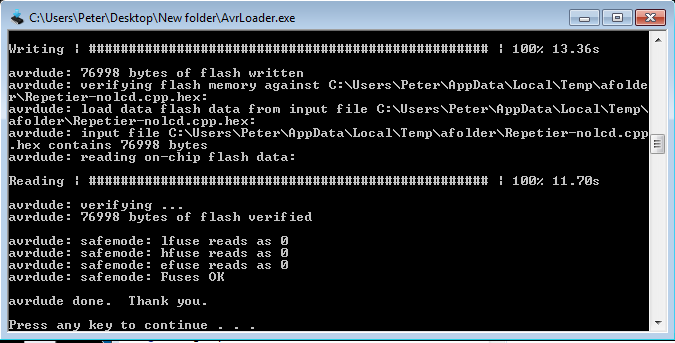 C:\Users\Peter\Desktop\New folder\AvrLoader.exe
Writing | ################################################## | 100% 13.36s
avrdude: 76998 bytes of flash written
avrdude: verifying flash memory against C:\Users\Peter\AppData\Local\Temp\afolde
r\Repetier-nolcd.cpp.hex:
avrdude: load data flash data from input file C:\Users\Peter\AppData\Local\Temp\
afolder\Repetier-nolcd.cpp.hex:
avrdude: input file C:\Users\Peter\AppData\Local\Temp\afolder\Repetier-nolcd.cpp
.hex contains 76998 bytes
avrdude: reading on-chip flash data:
Reading | ################################################## | 100% 11.70s
avrdude: verifying ...
avrdude: 76998 bytes of flash verified
avrdude: safemode: lfuse reads as 0
avrdude: safemode: hfuse reads as 0
avrdude: safemode: efuse reads as 0
avrdude: safemode: Fuses OK
avrdude done.  Thank you.
Press any key to continue . . .